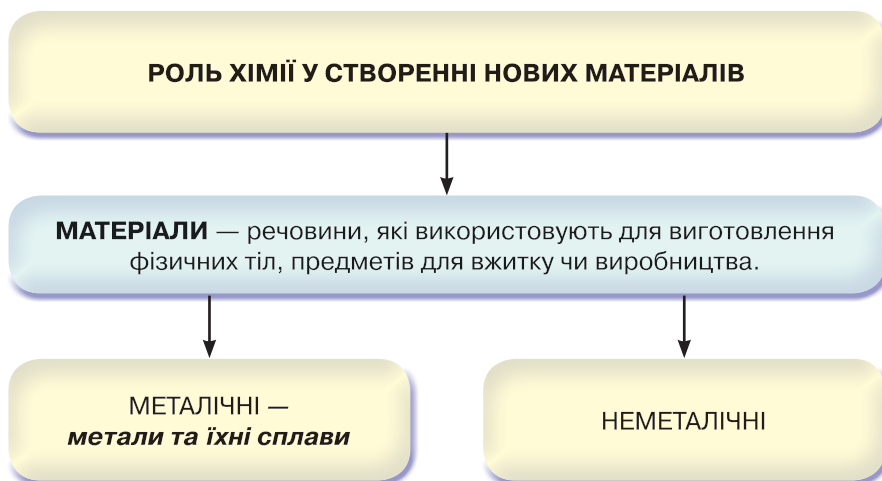 РОЛЬ ХІМІЇ У СТВОРЕННІ НОВИХ МАТЕРІАЛІВ
МАТЕРІАЛИ — речовини, які використовують для виготовлення
фізичних тіл, предметів для вжитку чи виробництва.
МЕТАЛІЧНІ —
метали та їхні сплави
НЕМЕТАЛІЧНІ